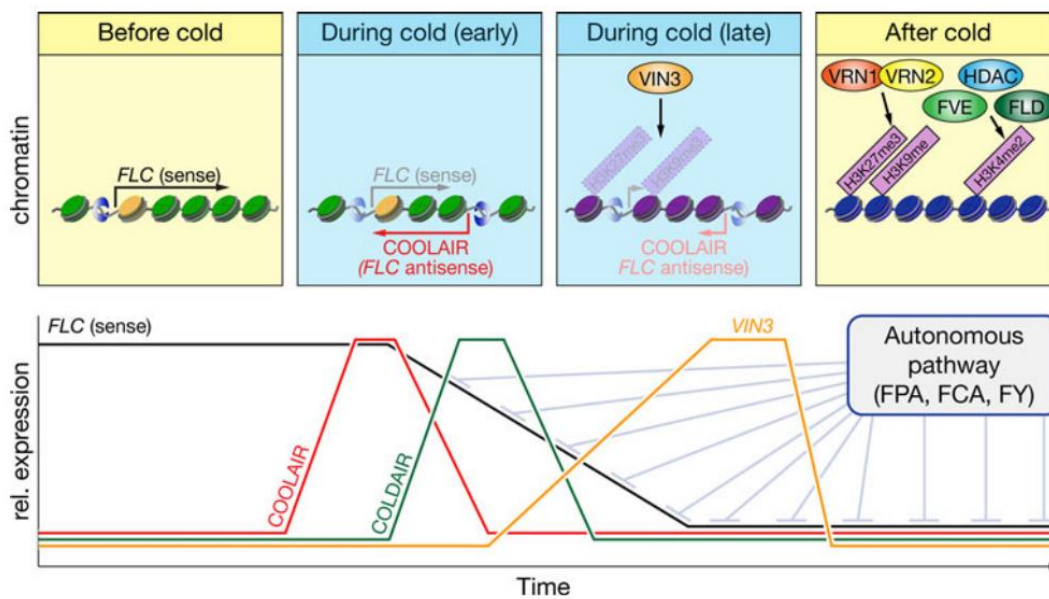 Before cold
During cold (early)
During cold (late)
After cold
chromatin
FLC (sense)
FLC (sense)
COOLAIR
(FLC antisense)
VIN3
H3K27me3
H3K9me3
COOLAIR
FLC antisense)
VRN1
VRN2
HDAC
FVE
FLD
H3K27me3
H3K9me
H3K4me2
rel. expression
FLC (sense)
COOLAIR
COLDAIR
VIN3
Autonomous
pathway
(FPA, FCA, FY)
Time